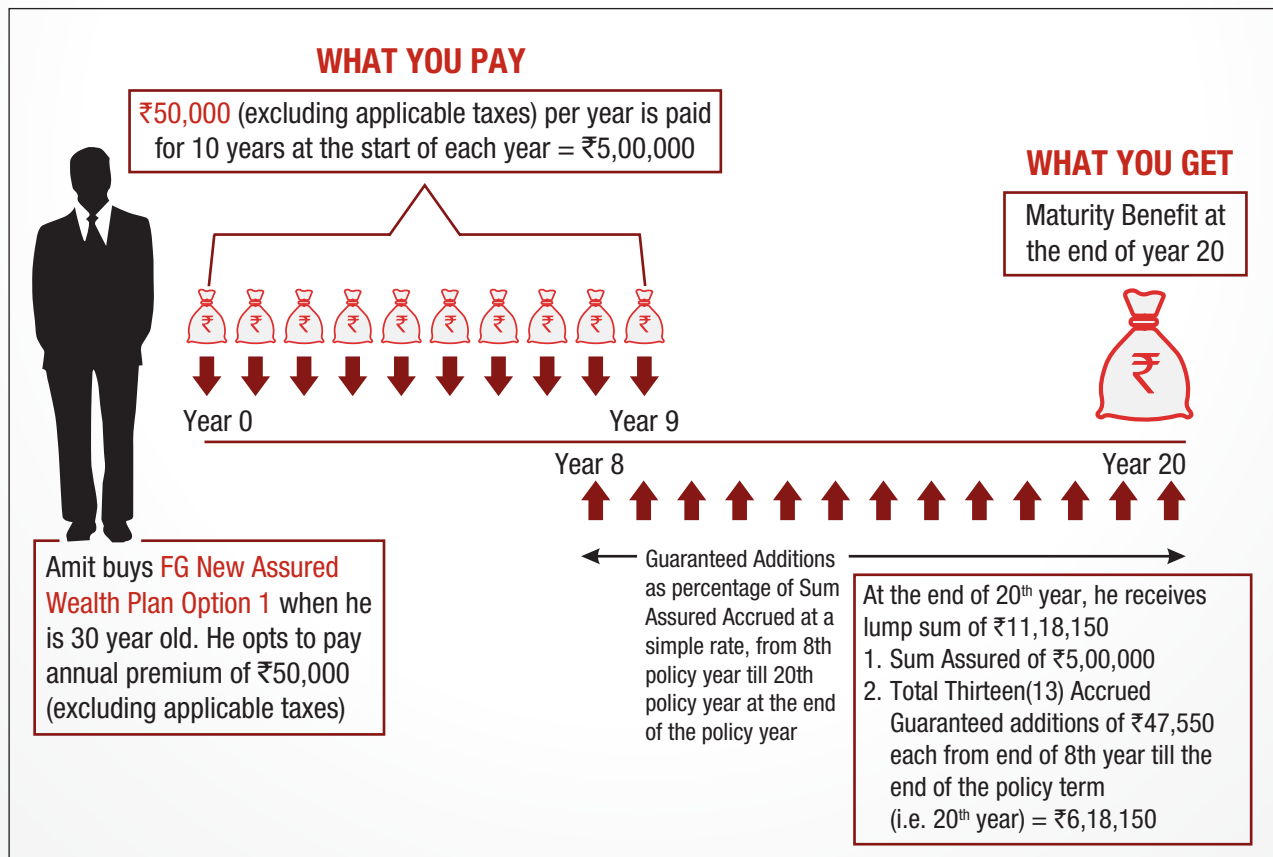 WHAT YOU PAY
₹50,000 (excluding applicable taxes) per year is paid
for 10 years at the start of each year = ₹5,00,000
WHAT YOU GET
Maturity Benefit at
the end of year 20
₹
₹
₹
₹
₹
₹
₹
₹
₹
₹
₹
Year 0
Year 9
Year 8
Year 20
Amit buys FG New Assured
Wealth Plan Option 1 when he
is 30 year old. He opts to pay
annual premium of ₹50,000
(excluding applicable taxes)
Guaranteed Additions
as percentage of Sum
Assured Accrued at a
simple rate, from 8th
policy year till 20th
policy year at the end
of the policy year
At the end of 20th year, he receives
lump sum of ₹11,18,150
1. Sum Assured of ₹5,00,000
2. Total Thirteen(13) Accrued
Guaranteed additions of ₹47,550
each from end of 8th year till the
end of the policy term
(i.e. 20th year) = ₹6,18,150